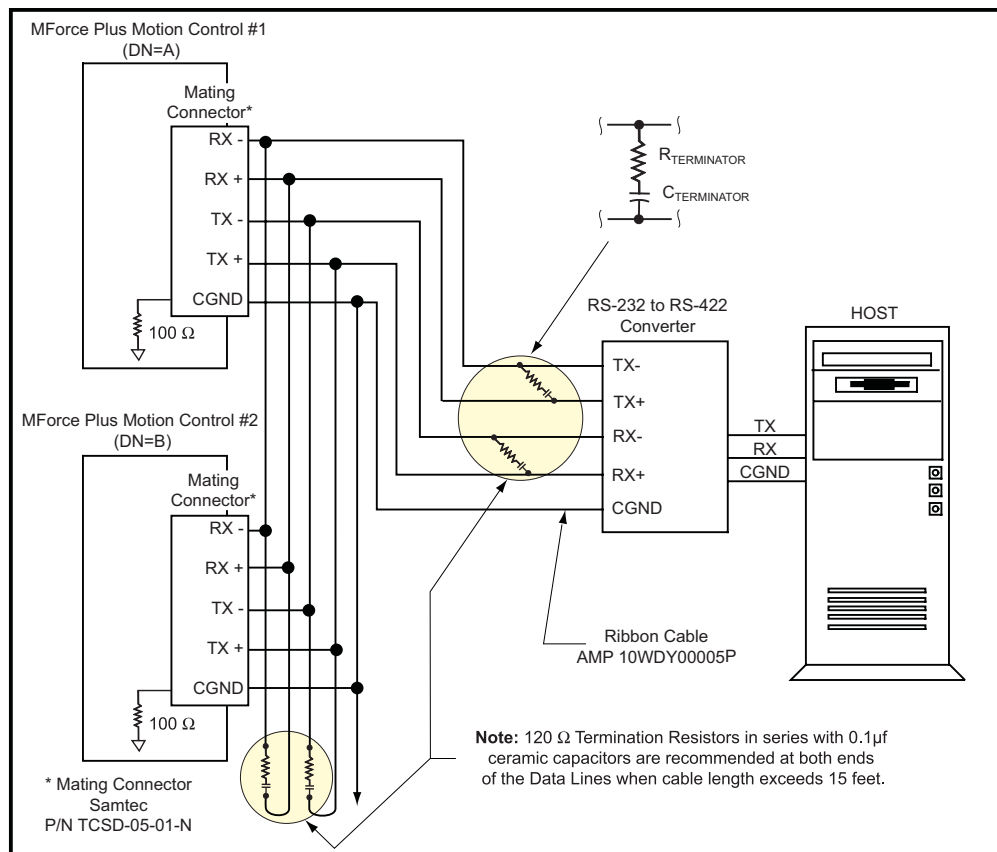 MForce Plus Motion Control #1
(DN=A)
Mating
Connector*
RX -
RX +
TX -
TX +
CGND
100 Ω
R TERMINATOR
C TERMINATOR
RS-232 to RS-422
Converter
TX-
TX+
RX-
RX+
CGND
TX
RX
CGND
HOST
MForce Plus Motion Control #2
(DN=B)
Mating
Connector*
RX -
RX +
TX -
TX +
CGND
100 Ω
Ribbon Cable
AMP 10WDY00005P
* Mating Connector
Samtec
P/N TCSD-05-01-N
Note: 120 Ω Termination Resistors in series with 0.1µf
ceramic capacitors are recommended at both ends
of the Data Lines when cable length exceeds 15 feet.